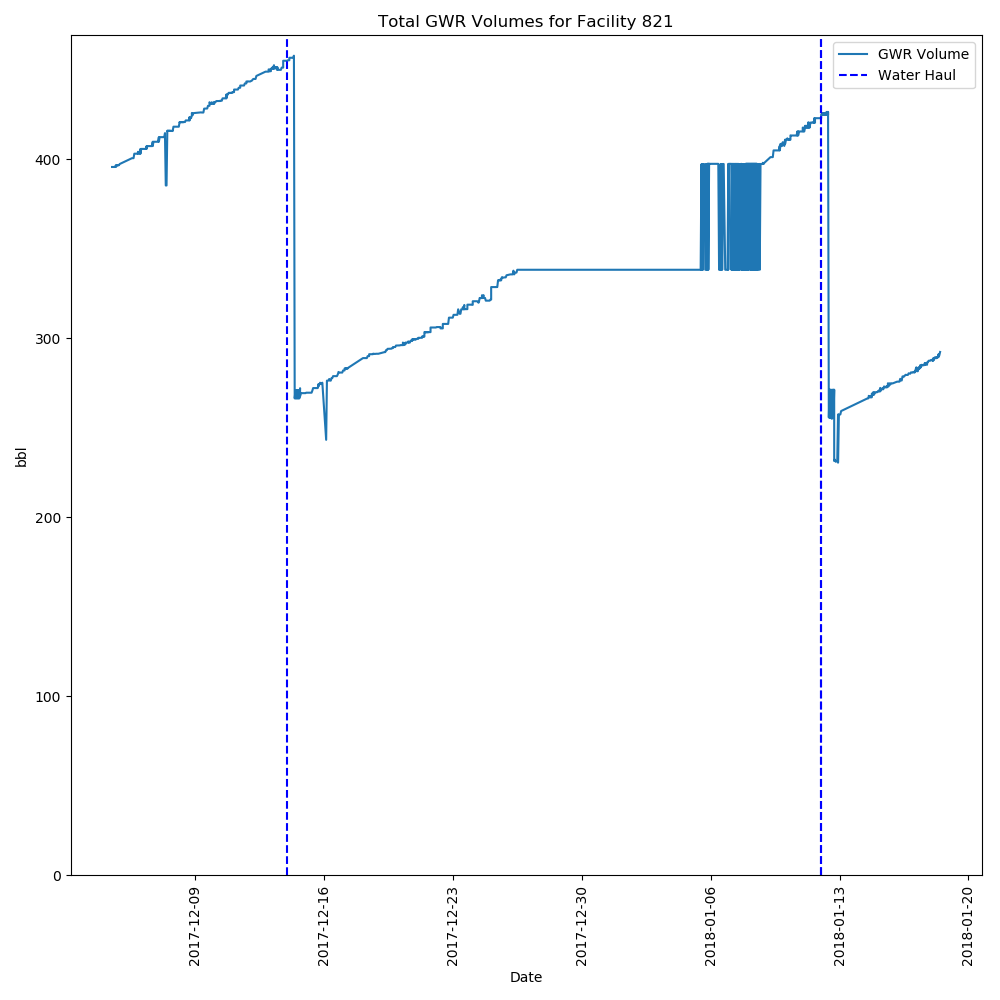 Total GWR Volumes for Facility 821
GWR Volume
Water Haul
400
300
200
100
0
bbl
2017-12-09
2017-12-16
2017-12-23
2017-12-30
2018-01-06
2018-01-13
2018-01-20
Date